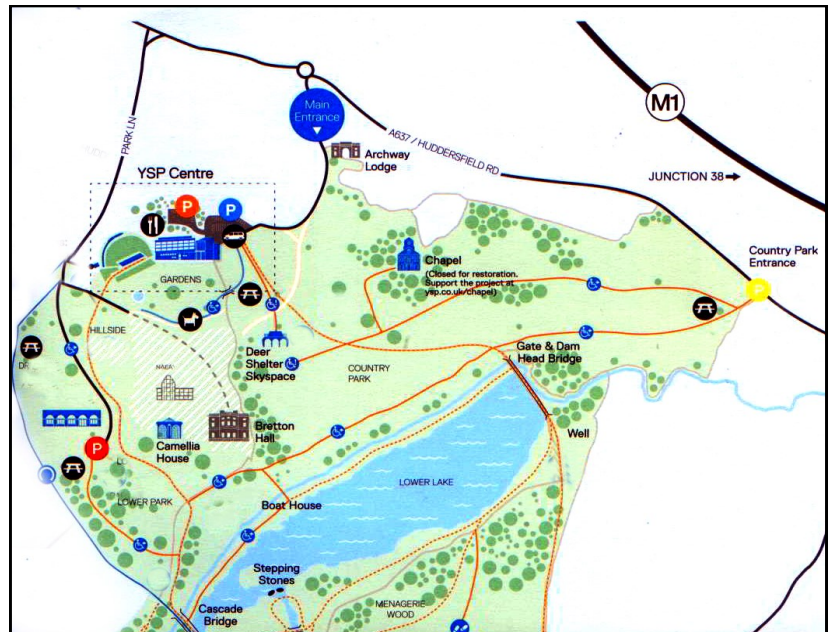 M1
Main
Entrance
PARK LN
A637 / HUDDERSFIELD RD
Archway
Lodge
JUNCTION 38
YSP Centre
P
P
Chapel
(Closed for restoration.
Support the project at
ysp.co.uk/chapel)
Country Park
Entrance
P
GARDENS
HILLSIDE
Deer
Shelter
Skyspace
COUNTRY
PARK
Gate & Dam
Head Bridge
Camellia
House
Bretton
Hall
Well
P
LOWER LAKE
LOWER PARK
Boat House
Stepping
Stones
Cascade
Bridge
MENAGERIE
WOOD